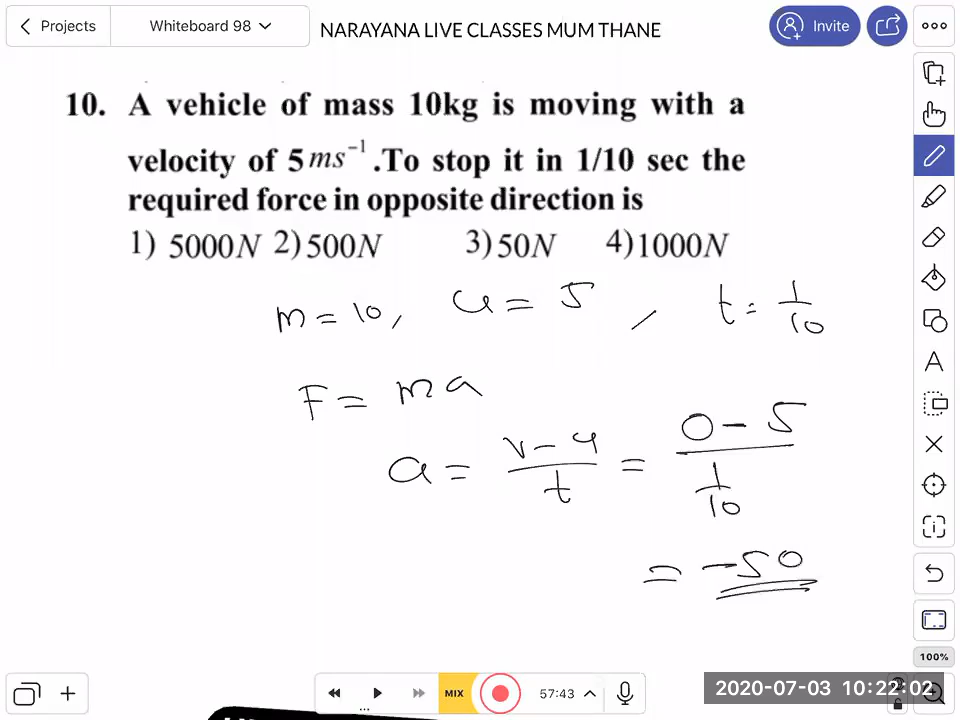 Projects
Whiteboard 98
NARAYANA LIVE CLASSES MUM THANE
Invite
10. A vehicle of mass 10kg is moving with a
velocity of 5 ms⁻¹ .To stop it in 1/10 sec the
required force in opposite direction is
1) 5000N 2) 500N 3) 50N 4) 1000N
m = 10, u = 5 , t = 1/10
F = ma
a = v - u / t = 0 - 5 / 1/10
= -50
A
100%
MIX
57:43
2020-07-03 10:22:02